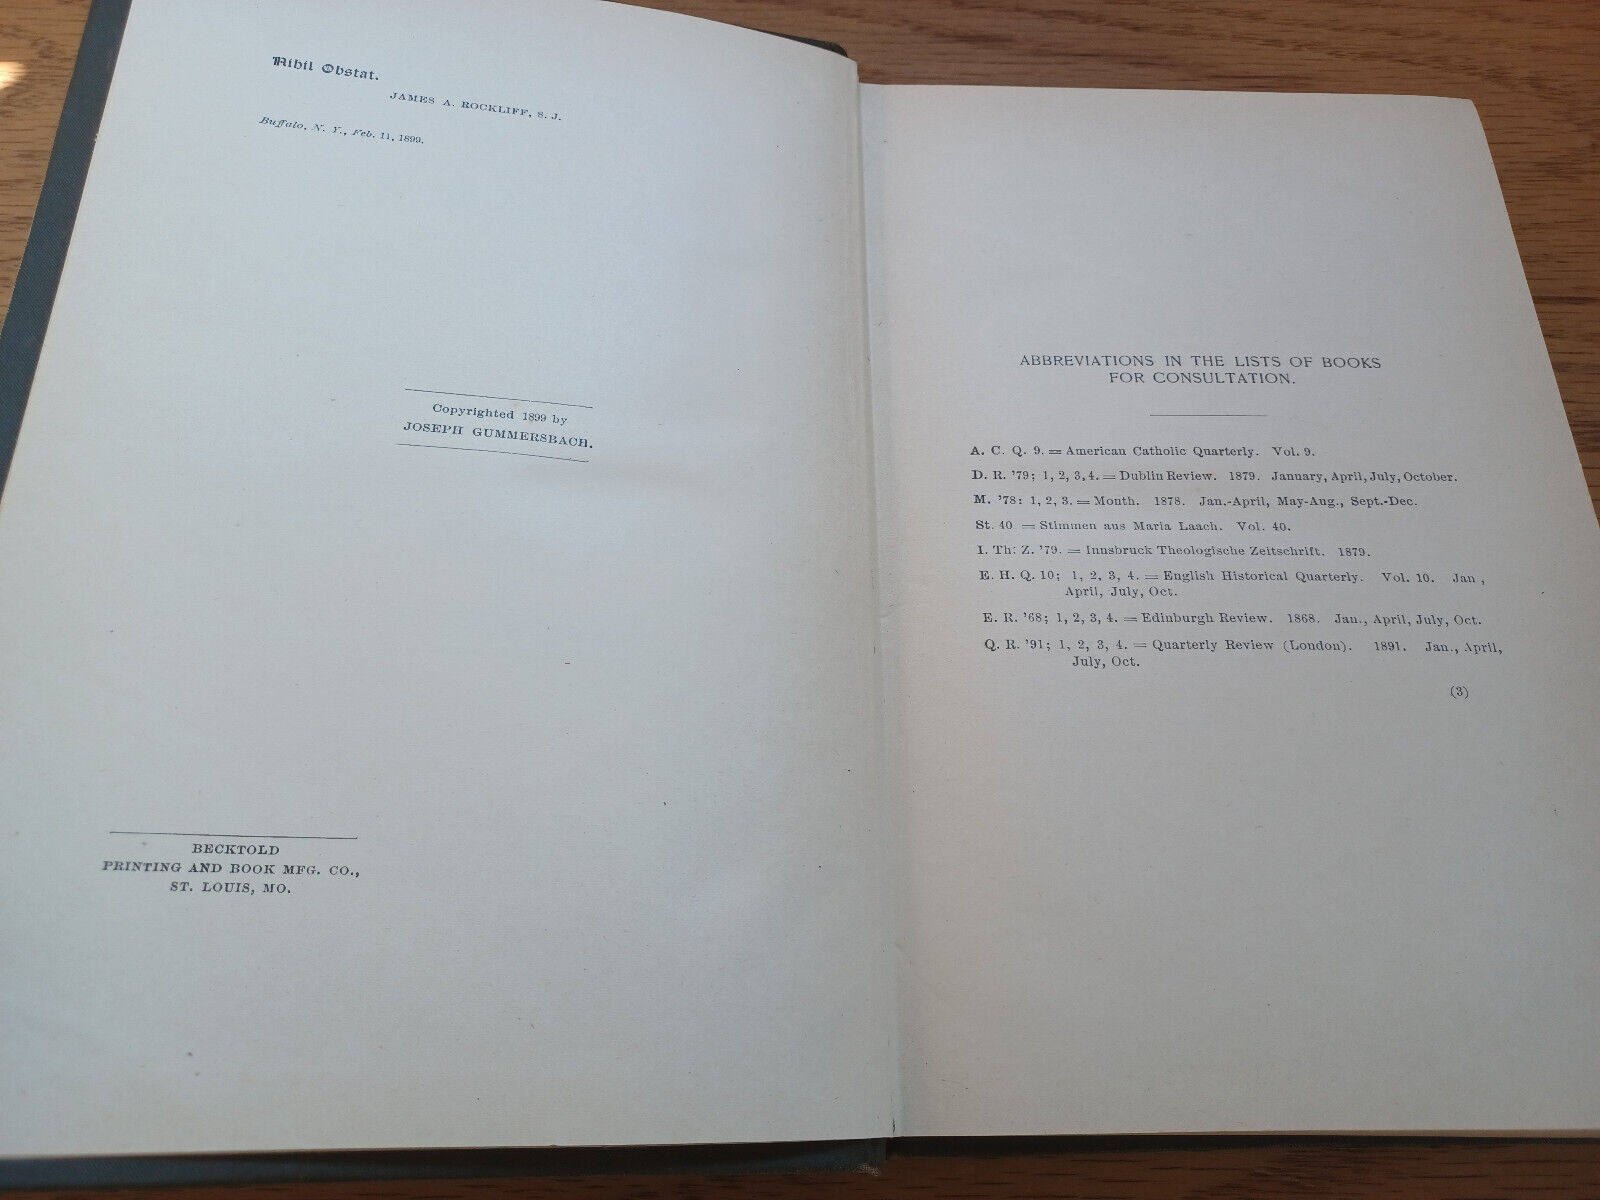 Nihil Obstat.
JAMES A. ROCKLIFF, S. J.
Buffalo, N. Y., Feb. 11, 1899.
Copyrighted 1899 by
JOSEPH GUMMERSBACH.
BECKTOLD
PRINTING AND BOOK MFG. CO.,
ST. LOUIS, MO.
ABBREVIATIONS IN THE LISTS OF BOOKS
FOR CONSULTATION.
A. C. Q. 9. = American Catholic Quarterly. Vol. 9.
D. R. '79; 1, 2, 3, 4. = Dublin Review. 1879. January, April, July, October.
M. '78: 1, 2, 3. = Month. 1878. Jan.-April, May-Aug., Sept.-Dec.
St. 40 = Stimmen aus Maria Laach. Vol. 40.
I. Th: Z. '79. = Innsbruck Theologische Zeitschrift. 1879.
E. H. Q. 10; 1, 2, 3, 4. = English Historical Quarterly. Vol. 10. Jan ,
April, July, Oct.
E. R. '68; 1, 2, 3, 4. = Edinburgh Review. 1868. Jan., April, July, Oct.
Q. R. '91; 1, 2, 3, 4. = Quarterly Review (London). 1891. Jan., April,
July, Oct.
(3)